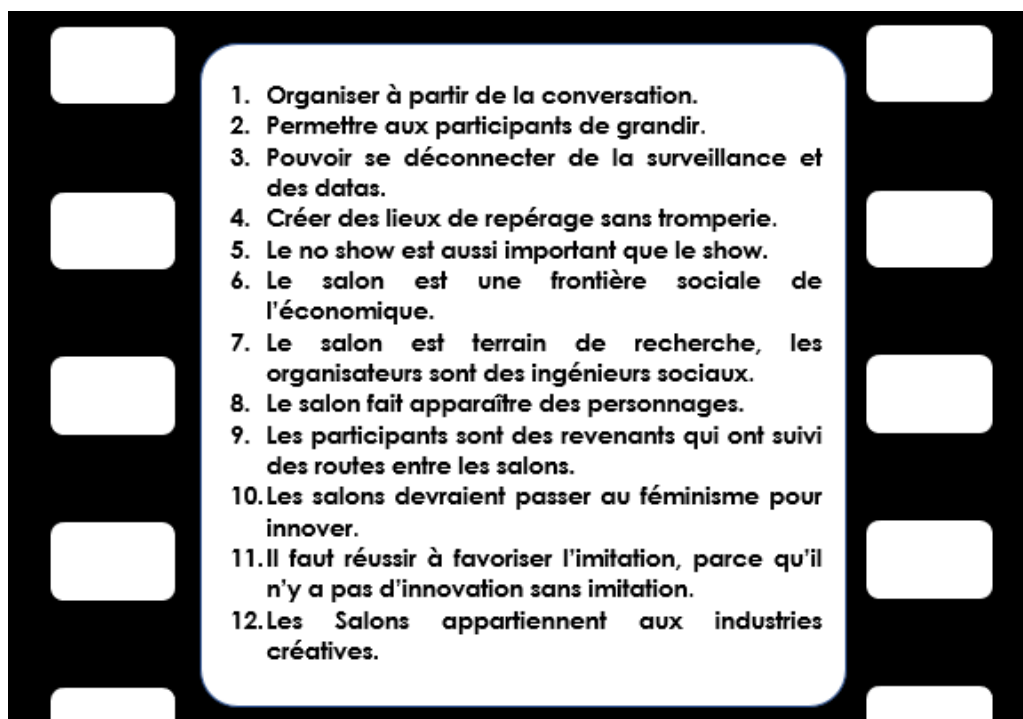 1. Organiser à partir de la conversation.
2. Permettre aux participants de grandir.
3. Pouvoir se déconnecter de la surveillance et
des datas.
4. Créer des lieux de repérage sans tromperie.
5. Le no show est aussi important que le show.
6. Le salon est une frontière sociale de
l'économique.
7. Le salon est terrain de recherche, les
organisateurs sont des ingénieurs sociaux.
8. Le salon fait apparaître des personnages.
9. Les participants sont des revenants qui ont suivi
des routes entre les salons.
10.Les salons devraient passer au féminisme pour
innover.
11.Il faut réussir à favoriser l'imitation, parce qu'il
n'y a pas d'innovation sans imitation.
12.Les Salons appartiennent aux industries
créatives.